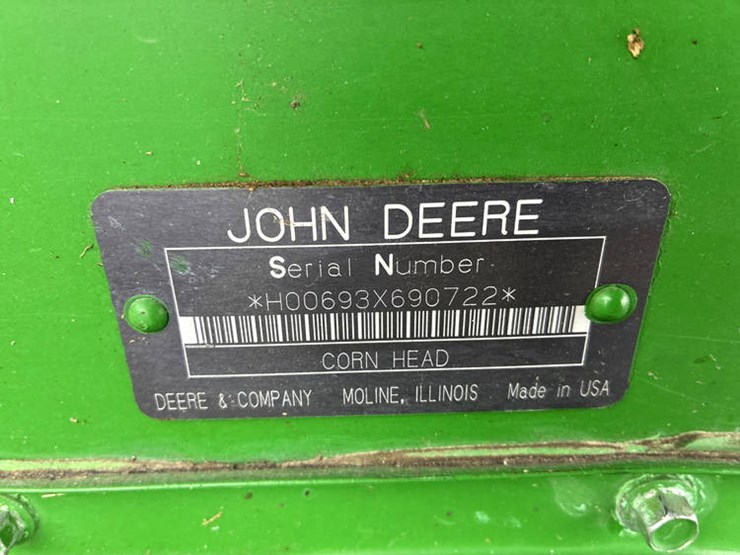 JOHN DEERE
Serial Number
*H00693X690722*
CORN HEAD
DEERE & COMPANY MOLINE, ILLINOIS Made in USA